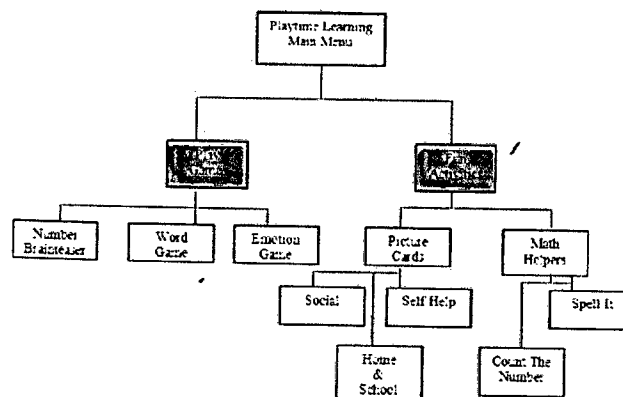 Playtime Learning
Main Menu
Number
Brainteaser
Word
Game
Emotion
Game
Picture
Cards
Math
Helpers
Social
Self Help
Spell It
Home
&
School
Count The
Number